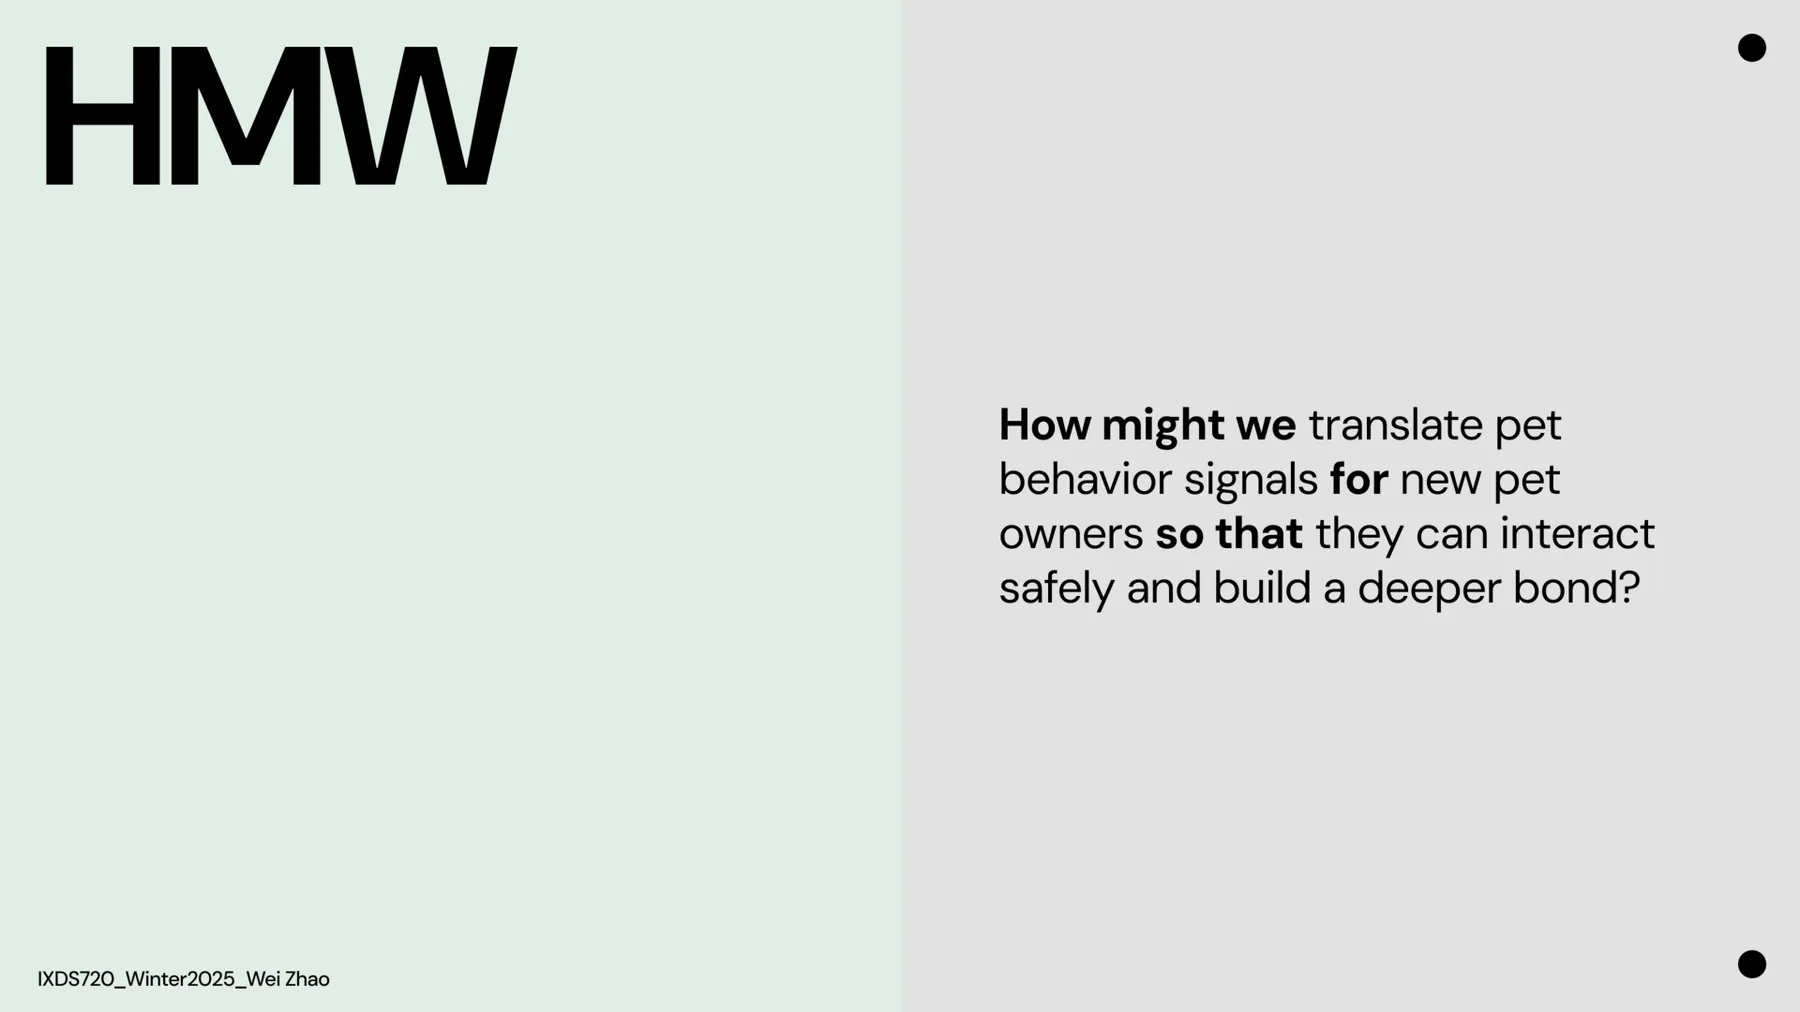 HMW
How might we translate pet
behavior signals for new pet
owners so that they can interact
safely and build a deeper bond?
IXDS720_Winter2025_Wei Zhao